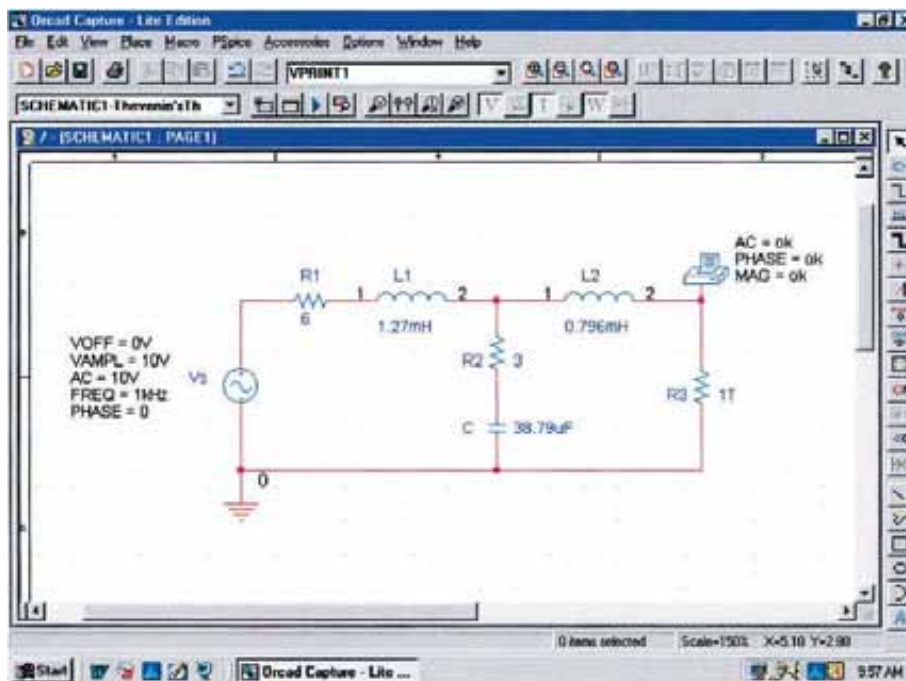 Orcad Capture - Lite Edition
File Edit View Place Macro PSpice Accessories Options Window Help
VPRINT1
SCHEMATIC1-Thevenin'sTh
V T W
/ - (SCHEMATIC1 : PAGE1)
AC = ok
PHASE = ok
MAG = ok
R1 L1 L2
1 2 1 2
6 1.27mH 0.796mH
VOFF = 0V
VAMPL = 10V
AC = 10V
FREQ = 1kHz
PHASE = 0
Vs
R2 3
R3 1T
C 38.79uF
0
0 items selected Scale=150% X=5.10 Y=2.80
Start Orcad Capture - Lite ... 9:57 AM